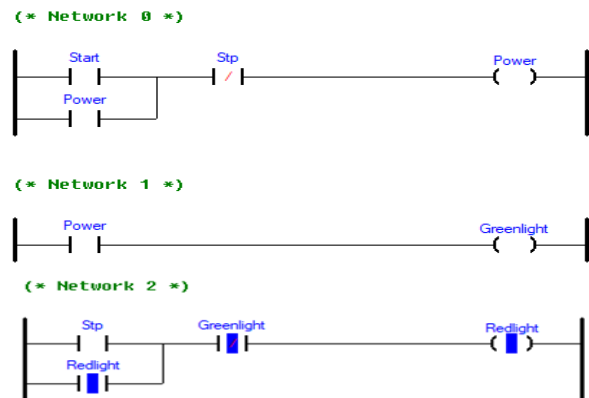 (* Network 0 *)
Start Stp Power
Power
(* Network 1 *)
Power Greenlight
(* Network 2 *)
Stp Greenlight Redlight
Redlight